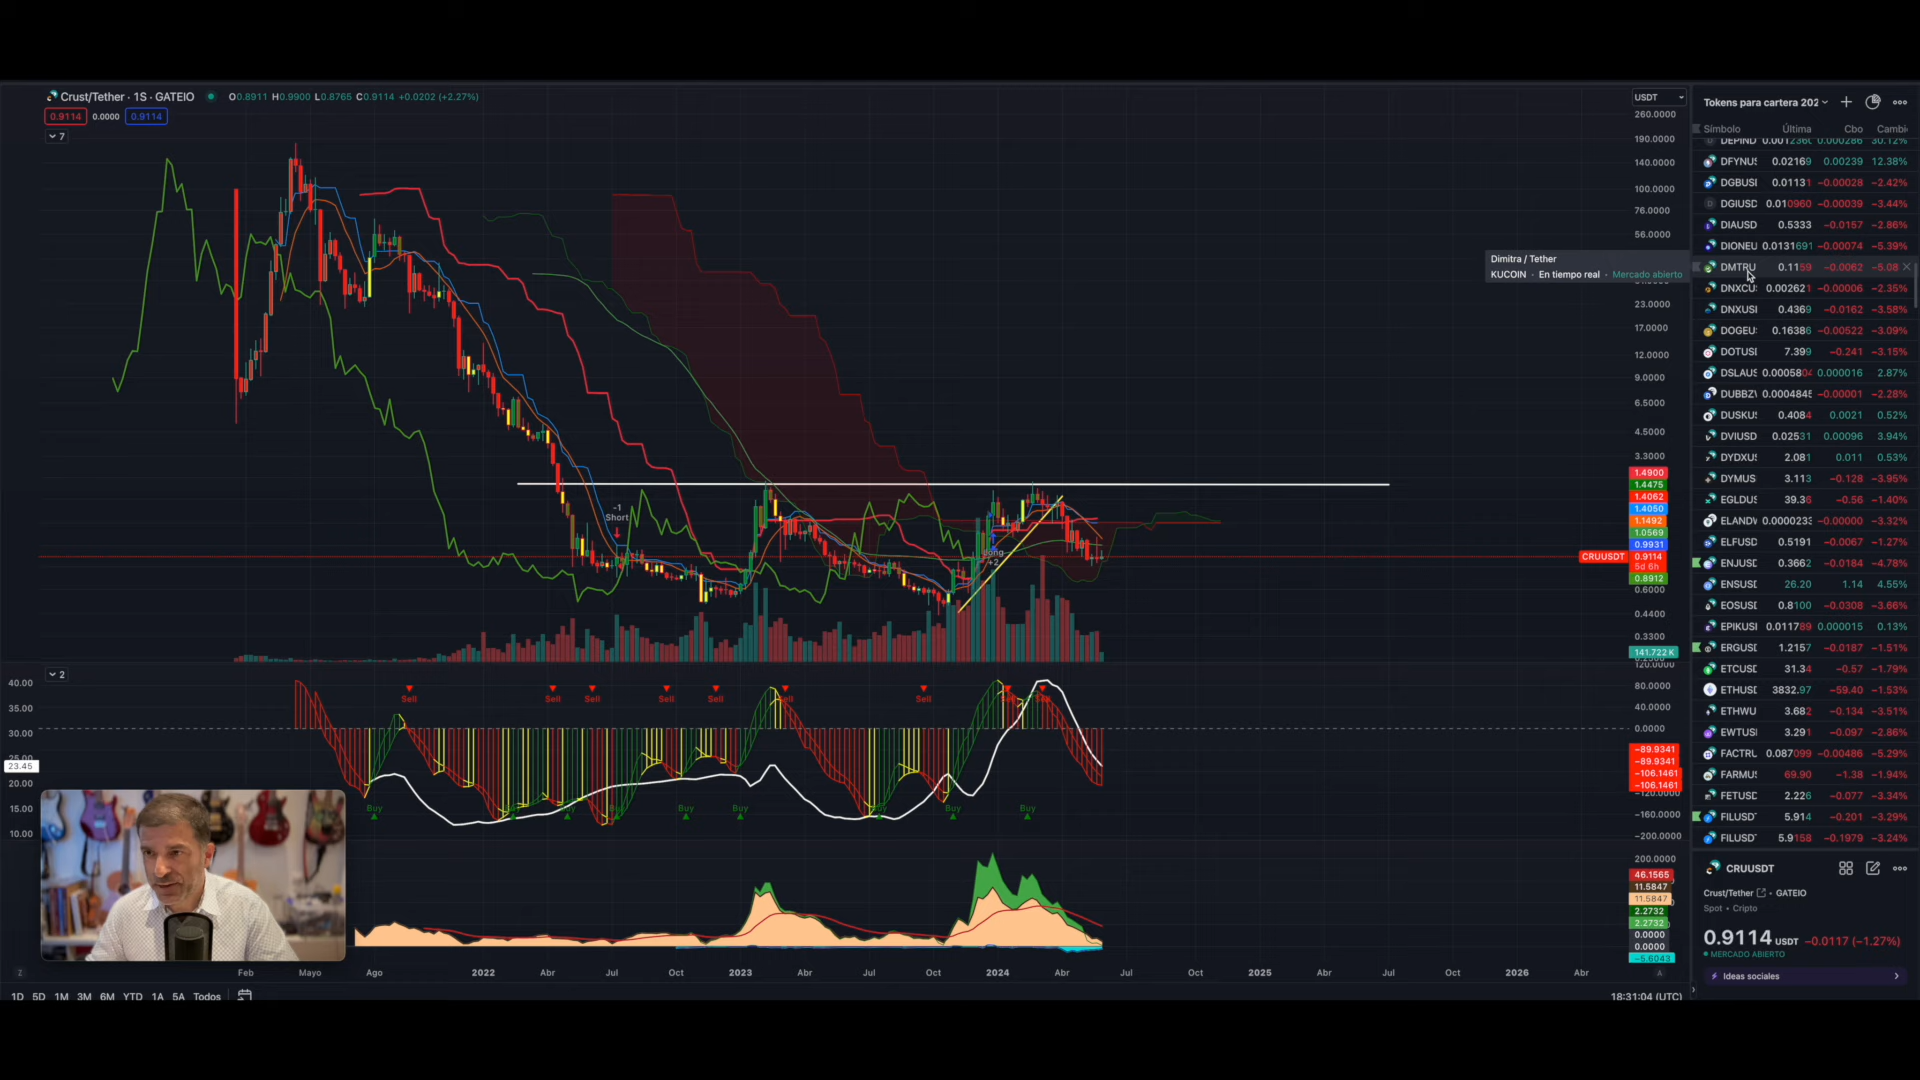 Crust/Tether · 1S · GATEIO O0.8911 H0.9900 L0.8765 C0.9114 +0.0202 (+2.27%)
0.9114 0.0000 0.9114
7
USDT
260.0000
190.0000
140.0000
100.0000
76.0000
56.0000
23.0000
17.0000
12.0000
9.0000
6.5000
4.5000
3.3000
1.4900
1.4475
1.4062
1.4050
1.1492
1.0569
0.9931
CRUUSDT 0.9114
5d 6h
0.8912
0.6000
0.4400
0.3300
141.722 K
120.0000
-1
Short
Long
+2
Dimitra / Tether
KUCOIN · En tiempo real · Mercado abierto
2
40.00
35.00
30.00
25.00
23.45
20.00
15.00
10.00
Sell
Sell
Sell
Sell
Sell
Sell
Sell
Sell
Sell
Buy
Buy
Buy
Buy
Buy
Buy
80.0000
40.0000
0.0000
−89.9341
−89.9341
−106.1461
−106.1461
−120.0000
−160.0000
−200.0000
200.0000
46.1565
11.5847
11.5847
2.2732
2.2732
0.0000
0.0000
−5.6043
Z Feb Mayo Ago 2022 Abr Jul Oct 2023 Abr Jul Oct 2024 Abr Jul Oct 2025 Abr Jul Oct 2026 Abr A
1D 5D 1M 3M 6M YTD 1A 5A Todos
18:31:04 (UTC)
Tokens para cartera 202
Símbolo Última Cbo Cambi
DEPIND 0.001236 0.000286 30.12%
DFYNUS 0.02169 0.00239 12.38%
DGBUSI 0.01131 −0.00028 −2.42%
DGIUSD 0.010960 −0.00039 −3.44%
DIAUSD 0.5333 −0.0157 −2.86%
DIONEU 0.0131691 −0.00074 −5.39%
DMTRU 0.1159 −0.0062 −5.08
DNXCU 0.002621 −0.00006 −2.35%
DNXUSI 0.4369 −0.0162 −3.58%
DOGEU 0.16386 −0.00522 −3.09%
DOTUSI 7.399 −0.241 −3.15%
DSLAUS 0.000580 0.000016 2.87%
DUBBZ 0.0004845 −0.00001 −2.28%
DUSKU 0.4084 0.0021 0.52%
DVIUSD 0.02531 0.00096 3.94%
DYDXU 2.081 0.011 0.53%
DYMUS 3.113 −0.128 −3.95%
EGLDUS 39.36 −0.56 −1.40%
ELAND 0.0000233 −0.00000 −3.32%
ELFUSD 0.5191 −0.0067 −1.27%
ENJUSI 0.3662 −0.0184 −4.78%
ENSUSD 26.20 1.14 4.55%
EOSUSI 0.8100 −0.0308 −3.66%
EPIKUSI 0.011789 0.000015 0.13%
ERGUSI 1.2157 −0.0187 −1.51%
ETCUSD 31.34 −0.57 −1.79%
ETHUSI 3832.97 −59.40 −1.53%
ETHWU 3.682 −0.134 −3.51%
EWTUSI 3.291 −0.097 −2.86%
FACTRU 0.087099 −0.00486 −5.29%
FARMUS 69.90 −1.38 −1.94%
FETUSD 2.226 −0.077 −3.34%
FILUSD 5.914 −0.201 −3.29%
FILUSD 5.9158 −0.1979 −3.24%
CRUUSDT
Crust/Tether · GATEIO
Spot · Cripto
0.9114 USDT −0.0117 (−1.27%)
MERCADO ABIERTO
Ideas sociales